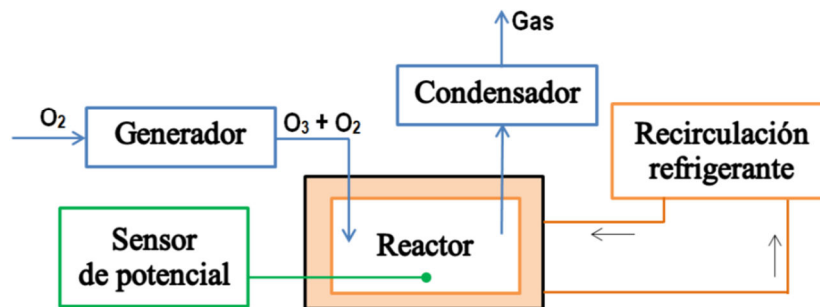 Gas
Condensador
O₂
Generador
O₃ + O₂
Recirculación
refrigerante
Sensor
de potencial
Reactor